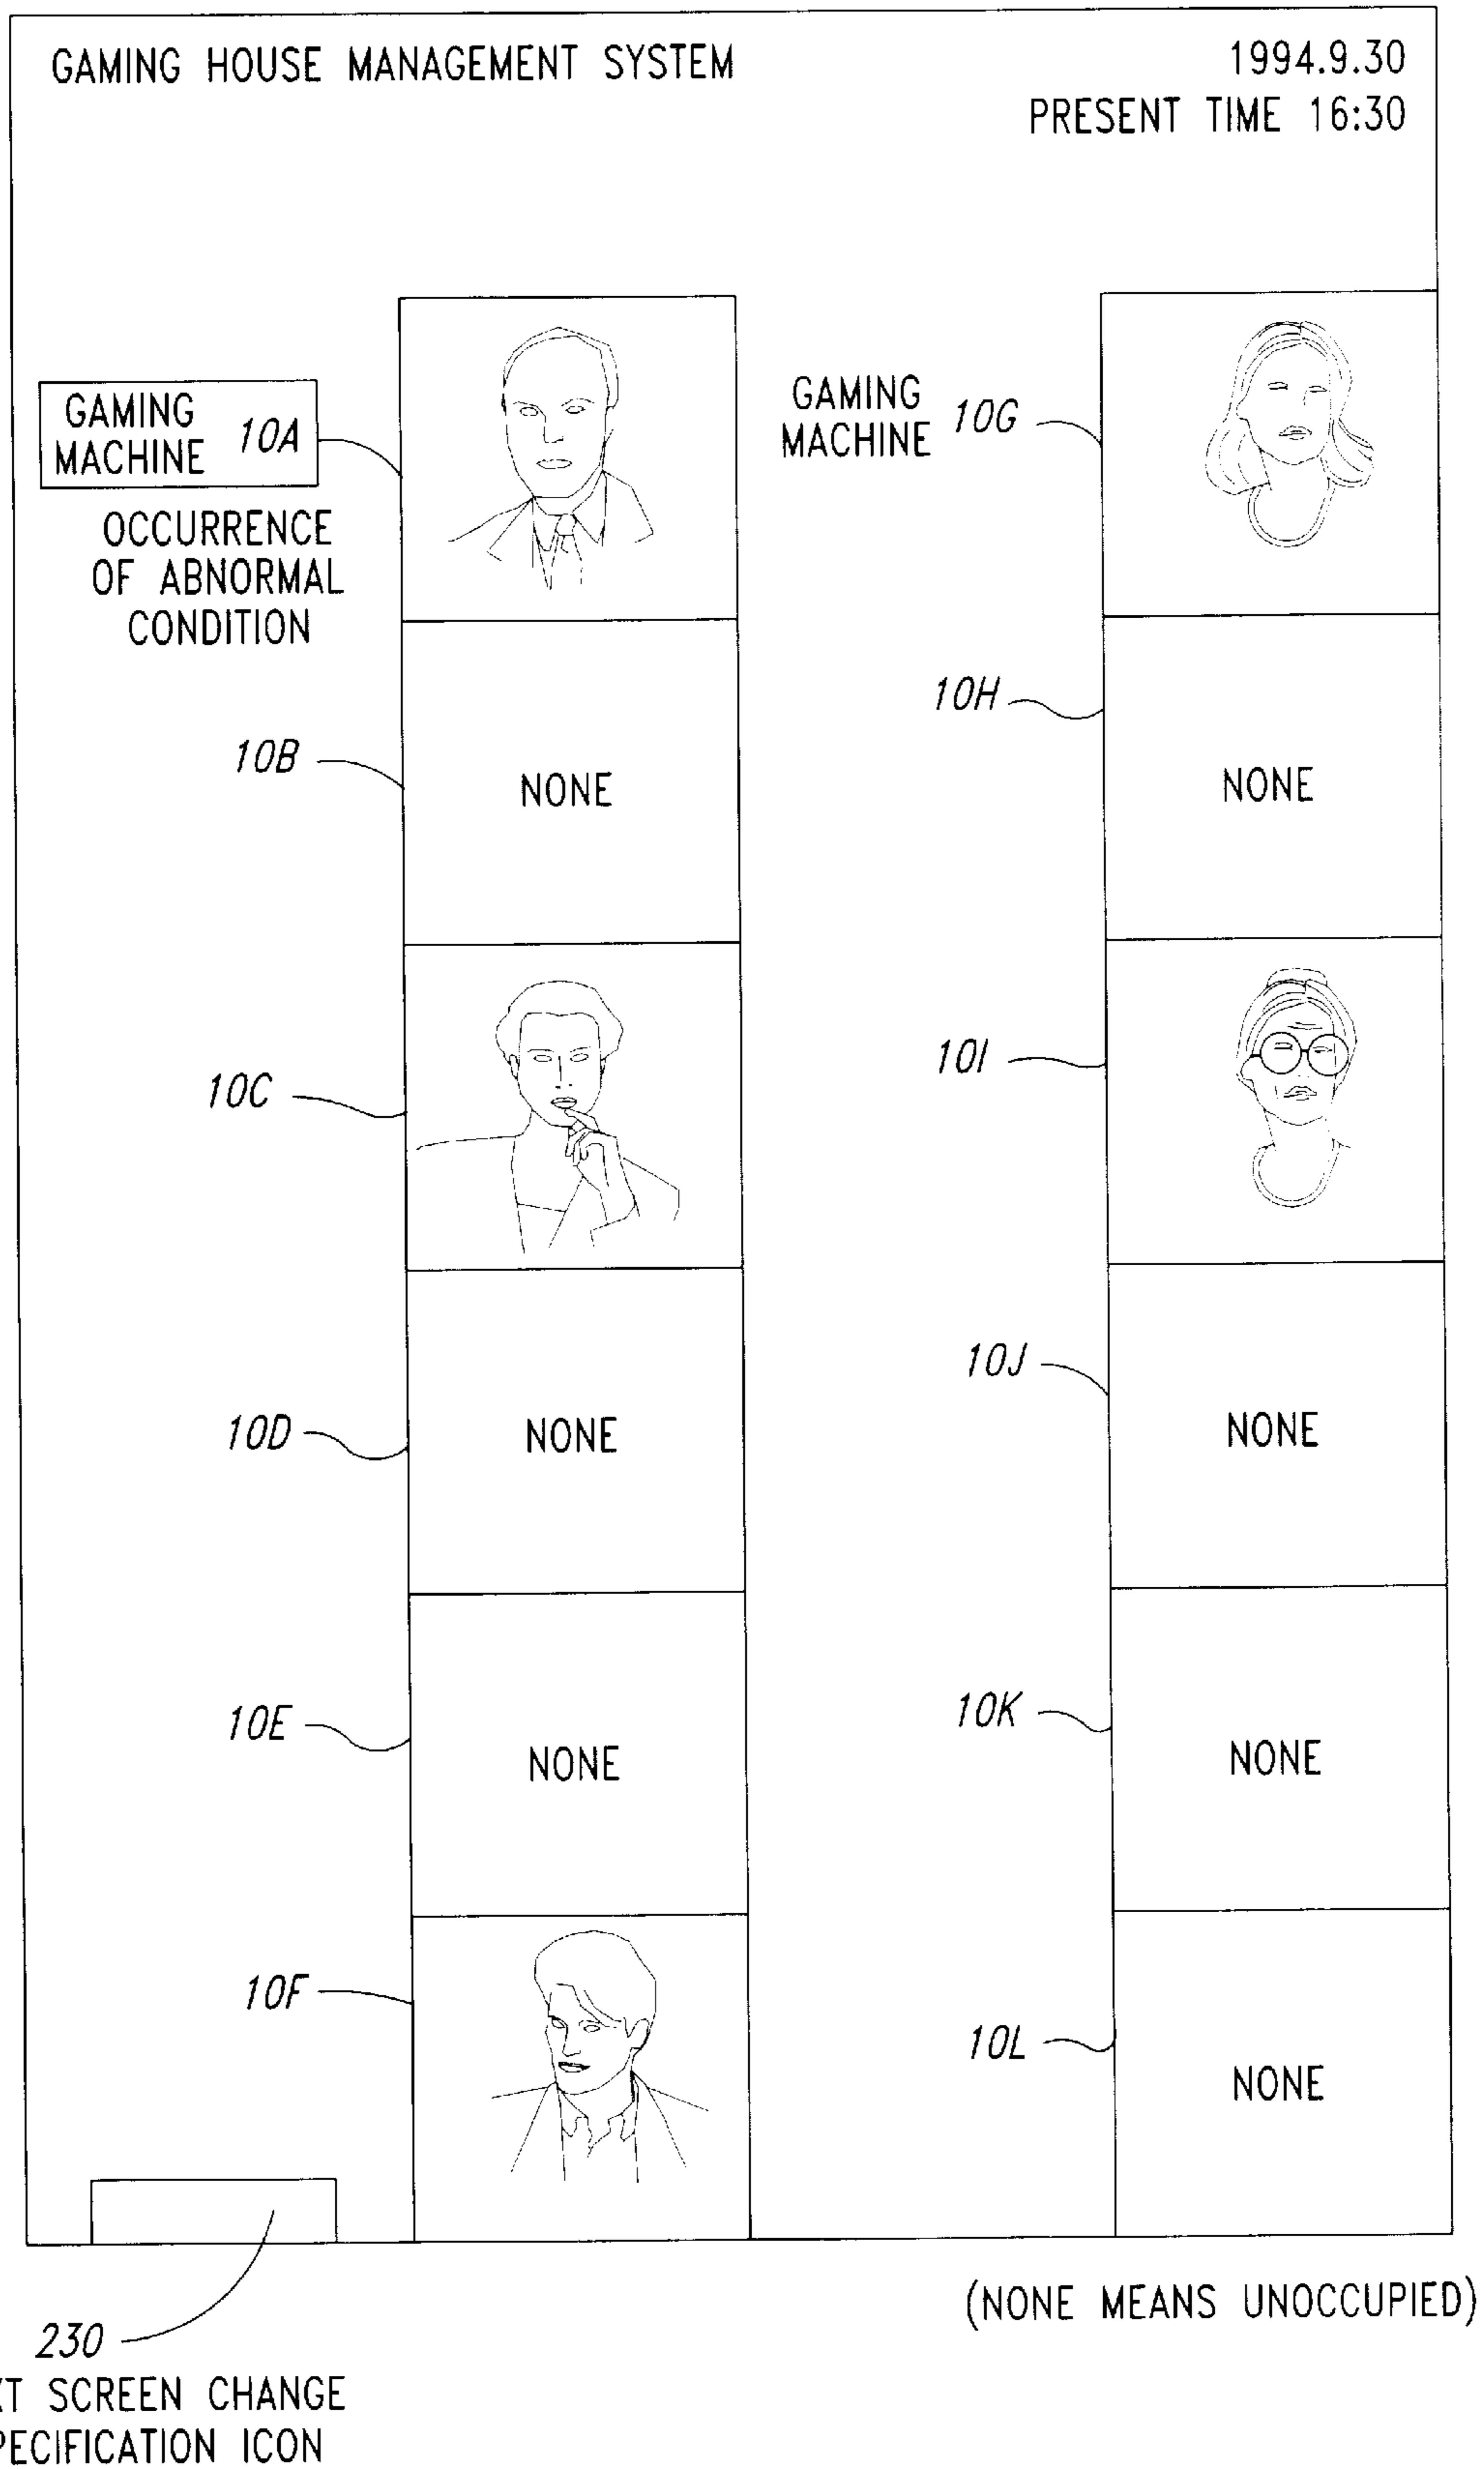 GAMING HOUSE MANAGEMENT SYSTEM
1994.9.30
PRESENT TIME 16:30
GAMING
MACHINE 10A
OCCURRENCE
OF ABNORMAL
CONDITION
10B
NONE
10C
10D
NONE
10E
NONE
10F
GAMING
MACHINE 10G
10H
NONE
10I
10J
NONE
10K
NONE
10L
NONE
(NONE MEANS UNOCCUPIED)
230
SCREEN CHANGE
ICON